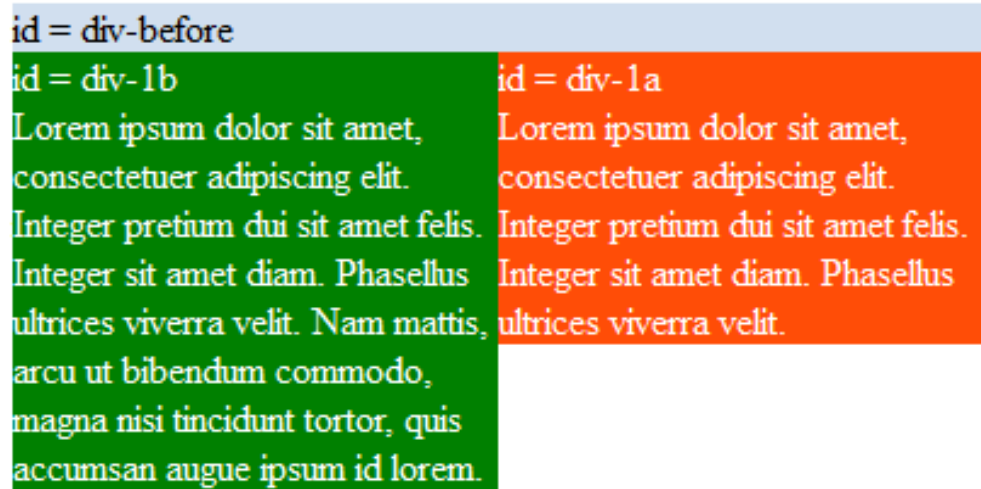 id = div-before
id = div-1b
Lorem ipsum dolor sit amet,
consectetuer adipiscing elit.
Integer pretium dui sit amet felis.
Integer sit amet diam. Phasellus
ultrices viverra velit. Nam mattis,
arcu ut bibendum commodo,
magna nisi tincidunt tortor, quis
accumsan augue ipsum id lorem.
id = div-1a
Lorem ipsum dolor sit amet,
consectetuer adipiscing elit.
Integer pretium dui sit amet felis.
Integer sit amet diam. Phasellus
ultrices viverra velit.